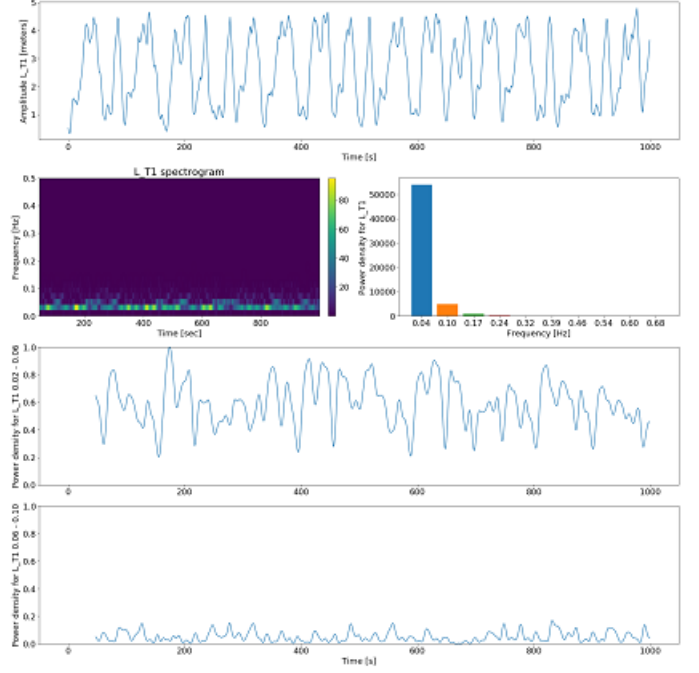 Amplitude L_T1 [meters]
5
4
3
2
1
0 200 400 600 800 1000
Time [s]
L_T1 spectrogram
Frequency [Hz]
0.5
0.4
0.3
0.2
0.1
0.0
200 400 600 800
Time [sec]
80
60
40
20
Power density for L_T1
50000
40000
30000
20000
10000
0
0.04 0.10 0.17 0.24 0.32 0.39 0.46 0.54 0.60 0.68
Frequency [Hz]
Power density for L_T1 0.02 - 0.06
1.0
0.8
0.6
0.4
0.2
0.0
0 200 400 600 800 1000
Power density for L_T1 0.06 - 0.10
1.0
0.8
0.6
0.4
0.2
0.0
0 200 400 600 800 1000
Time [s]